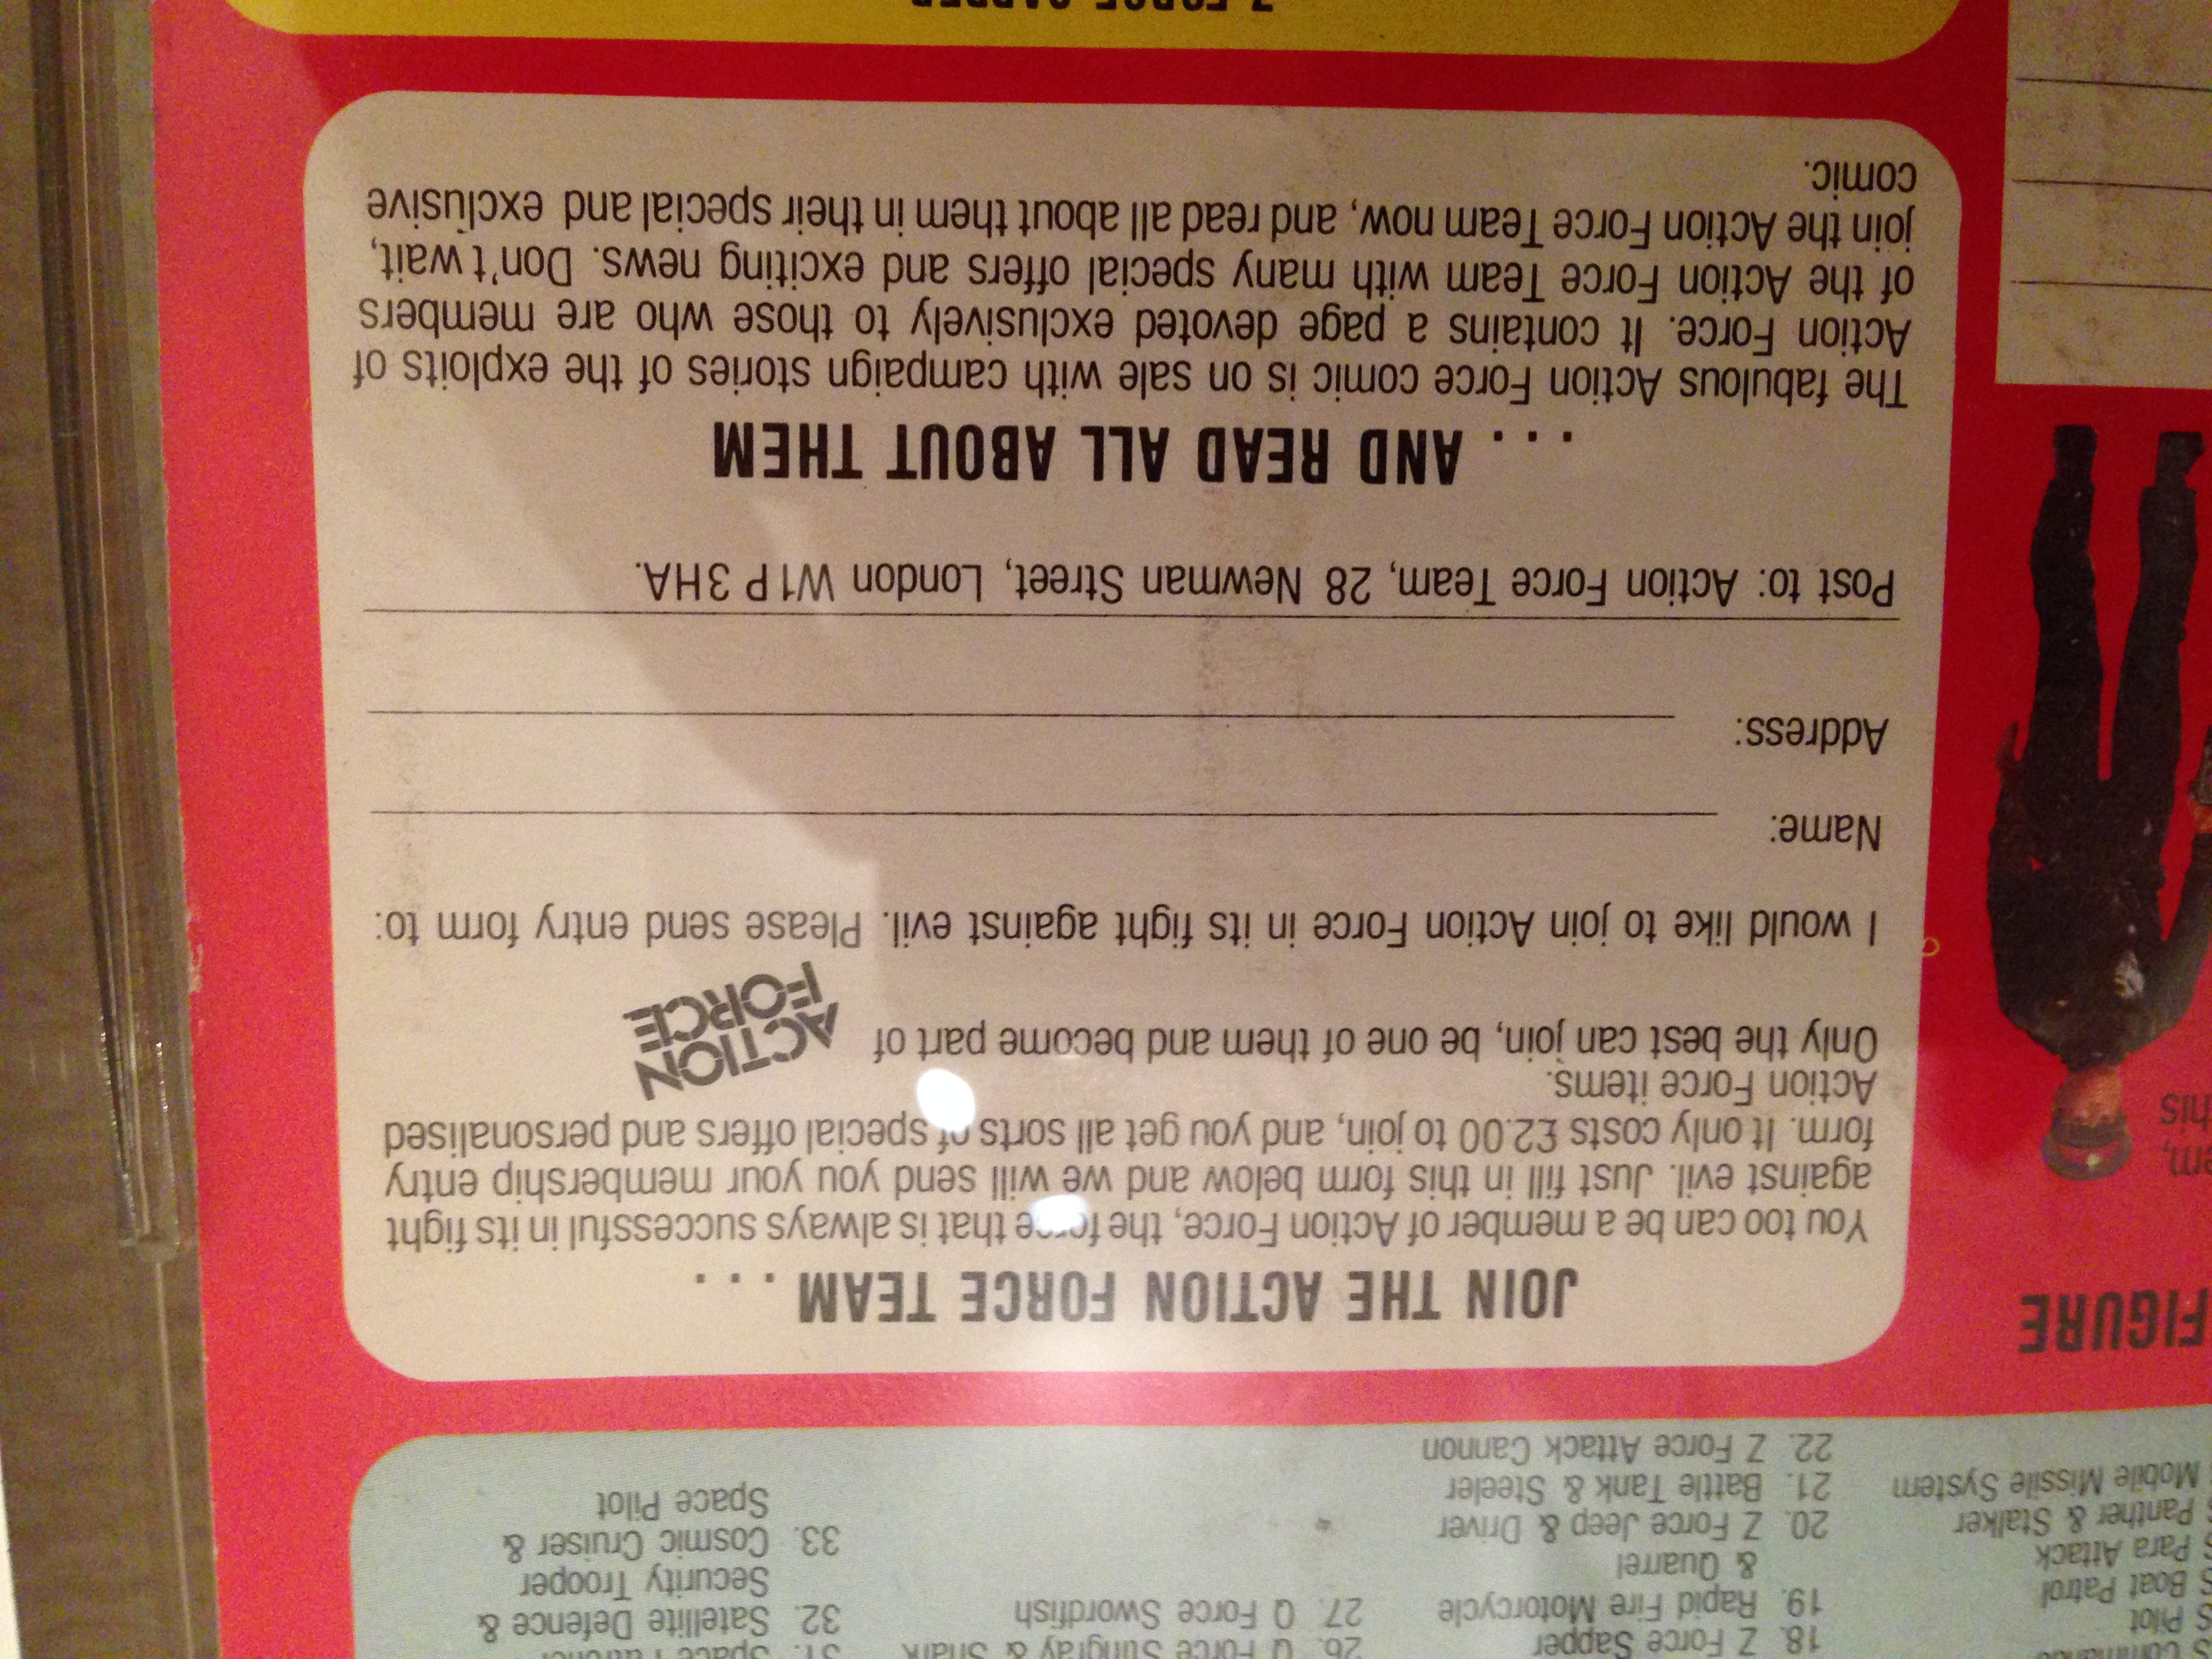 Mobile Missile System
Panther & Stalker
Para Attack
Boat Patrol
Pilot
18. Z Force Sapper
19. Rapid Fire Motorcycle
& Quarrel
20. Z Force Jeep & Driver
21. Battle Tank & Steeler
22. Z Force Attack Cannon
26. Q Force Stingray & Shark
27. Q Force Swordfish
32. Satellite Defence &
Security Trooper
33. Cosmic Cruiser &
Space Pilot
FIGURE
JOIN THE ACTION FORCE TEAM . . .
You too can be a member of Action Force, the force that is always successful in its fight
against evil. Just fill in this form below and we will send you your membership entry
form. It only costs £2.00 to join, and you get all sorts of special offers and personalised
Action Force items.
Only the best can join, be one of them and become part of
ACTION
FORCE
I would like to join Action Force in its fight against evil. Please send entry form to:
Name:
Address:
Post to: Action Force Team, 28 Newman Street, London W1P 3HA.
. . . AND READ ALL ABOUT THEM
The fabulous Action Force comic is on sale with campaign stories of the exploits of
Action Force. It contains a page devoted exclusively to those who are members
of the Action Force Team with many special offers and exciting news. Don't wait,
join the Action Force Team now, and read all about them in their special and exclusive
comic.